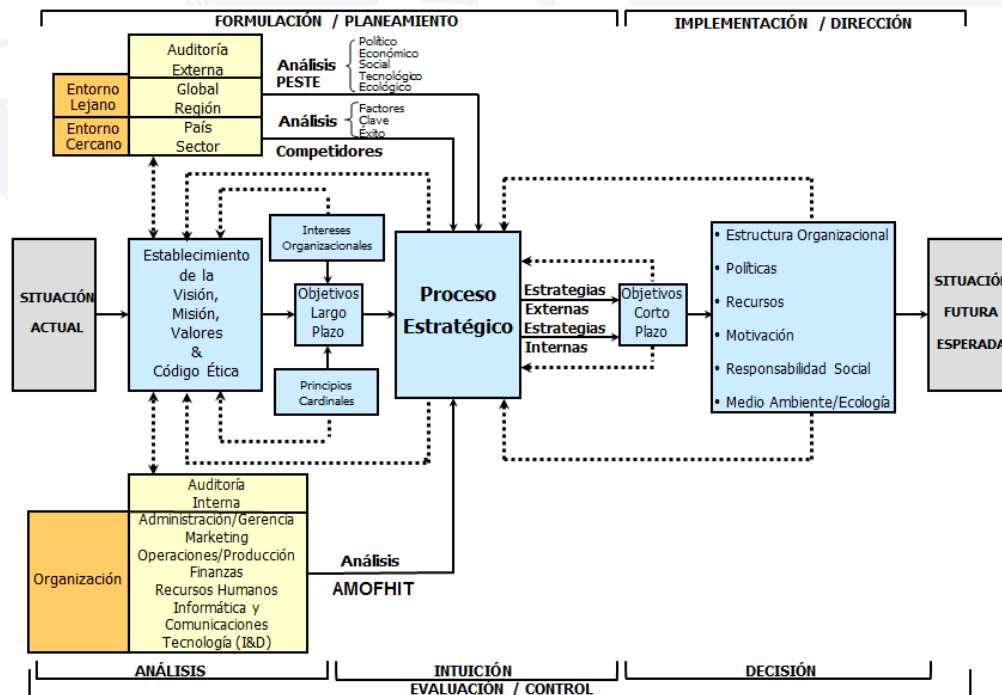 FORMULACIÓN / PLANEAMIENTO
IMPLEMENTACIÓN / DIRECCIÓN
Auditoría
Externa
Entorno
Lejano
Global
Región
Entorno
Cercano
País
Sector
Análisis
PESTE
Político
Económico
Social
Tecnológico
Ecológico
Análisis
Competidores
Factores
Clave
Éxito
SITUACIÓN
ACTUAL
Establecimiento
de la
Visión,
Misión,
Valores
&
Código Ética
Intereses
Organizacionales
Objetivos
Largo
Plazo
Principios
Cardinales
Proceso
Estratégico
Estrategias
Externas
Estrategias
Internas
Objetivos
Corto
Plazo
• Estructura Organizacional
• Políticas
• Recursos
• Motivación
• Responsabilidad Social
• Medio Ambiente/Ecología
SITUACIÓN
FUTURA
ESPERADA
Auditoría
Interna
Organización
Administración/Gerencia
Marketing
Operaciones/Producción
Finanzas
Recursos Humanos
Informática y
Comunicaciones
Tecnología (I&D)
Análisis
AMOFHIT
ANÁLISIS
INTUICIÓN
DECISIÓN
EVALUACIÓN / CONTROL